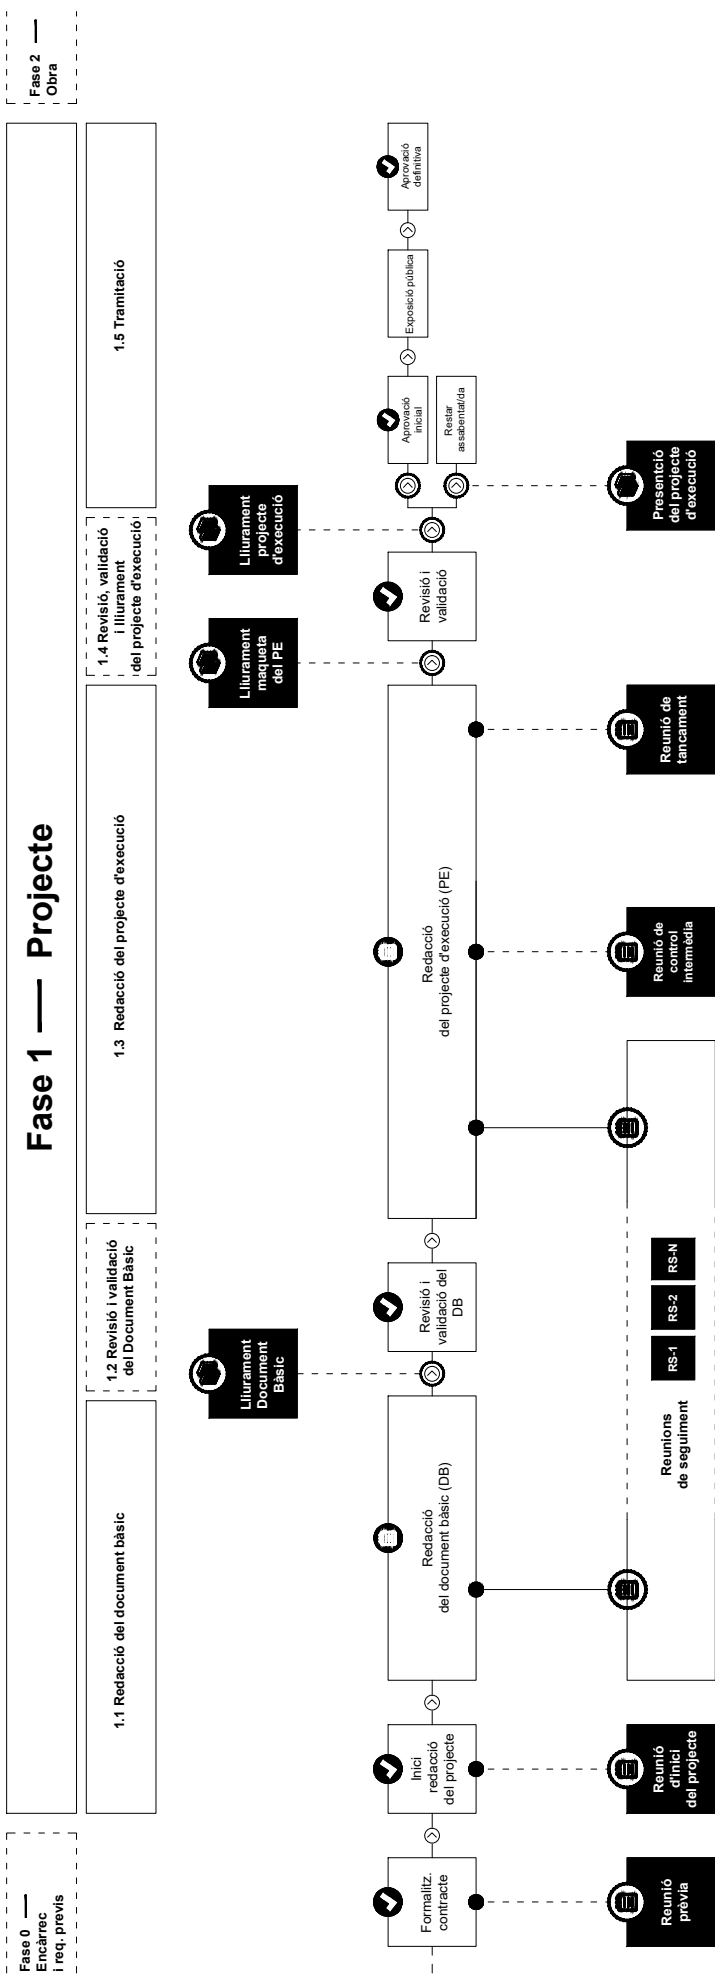 Fase 0 —
Encàrrec
i req. previs
Fase 1 — Projecte
Fase 2 —
Obra
1.1 Redacció del document bàsic
1.2 Revisió i validació
del Document Bàsic
1.3 Redacció del projecte d'execució
1.4 Revisió, validació
i lliurament
del projecte d'execució
1.5 Tramitació
Lliurament
Document
Bàsic
Lliurament
maqueta
del PE
Lliurament
projecte
d'execució
Formalitz.
contracte
Inici
redacció
del projecte
Redacció
del document bàsic (DB)
Revisió i
validació del
DB
Redacció
del projecte d'execució (PE)
Revisió i
validació
Aprovació
inicial
Restar
assabentat/da
Exposició pública
Aprovació
definitiva
Reunió
prèvia
Reunió
d'inici
del projecte
Reunions
de seguiment
RS-1
RS-2
RS-N
Reunió de
control
intermèdia
Reunió de
tancament
Presentció
del projecte
d'execució